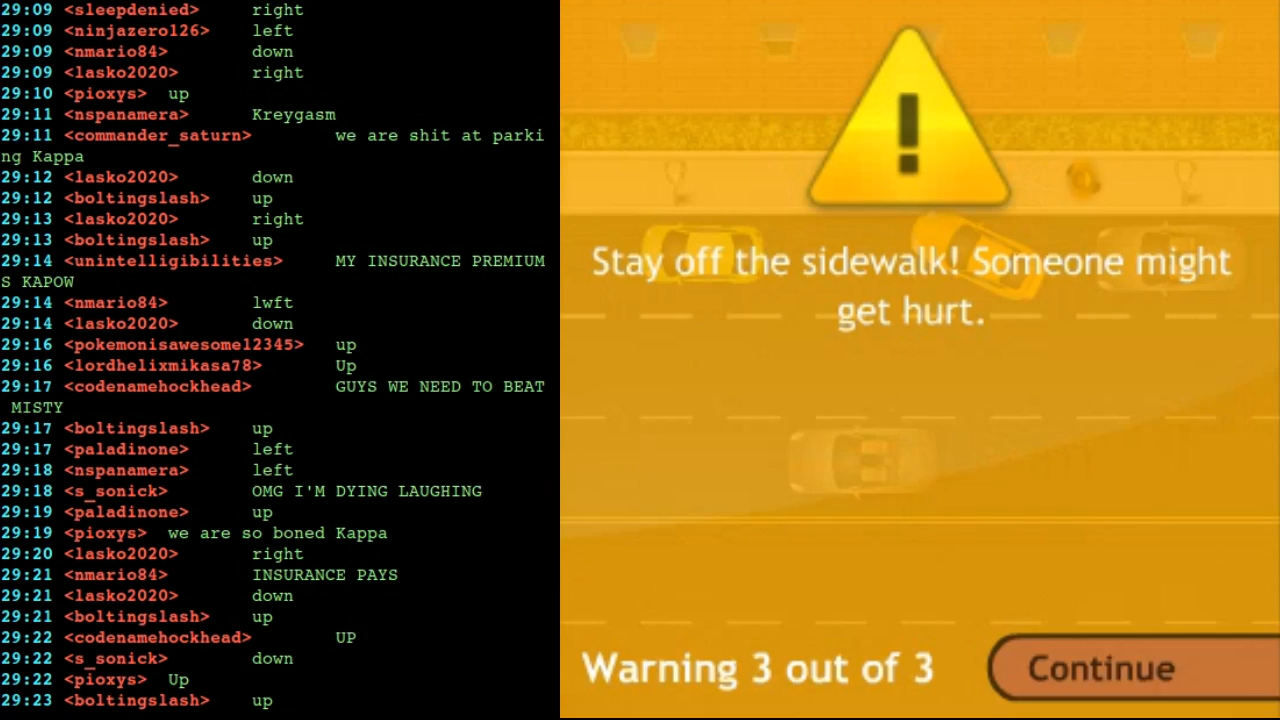 29:09 <sleepdenied> right
29:09 <ninjazero126> left
29:09 <nmario84> down
29:09 <lasko2020> right
29:10 <pioxys> up
29:11 <nspanamera> Kreygasm
29:11 <commander_saturn> we are shit at parki
ng Kappa
29:12 <lasko2020> down
29:12 <boltingslash> up
29:13 <lasko2020> right
29:13 <boltingslash> up
29:14 <unintelligibilities> MY INSURANCE PREMIUM
S KAPOW
29:14 <nmario84> lwft
29:14 <lasko2020> down
29:16 <pokemonisawesome12345> up
29:16 <lordhelixmikasa78> Up
29:17 <codenamehockhead> GUYS WE NEED TO BEAT
MISTY
29:17 <boltingslash> up
29:17 <paladinone> left
29:18 <nspanamera> left
29:18 <s_sonick> OMG I'M DYING LAUGHING
29:19 <paladinone> up
29:19 <pioxys> we are so boned Kappa
29:20 <lasko2020> right
29:21 <nmario84> INSURANCE PAYS
29:21 <lasko2020> down
29:21 <boltingslash> up
29:22 <codenamehockhead> UP
29:22 <s_sonick> down
29:22 <pioxys> Up
29:23 <boltingslash> up
!
Stay off the sidewalk! Someone might
get hurt.
Warning 3 out of 3
Continue